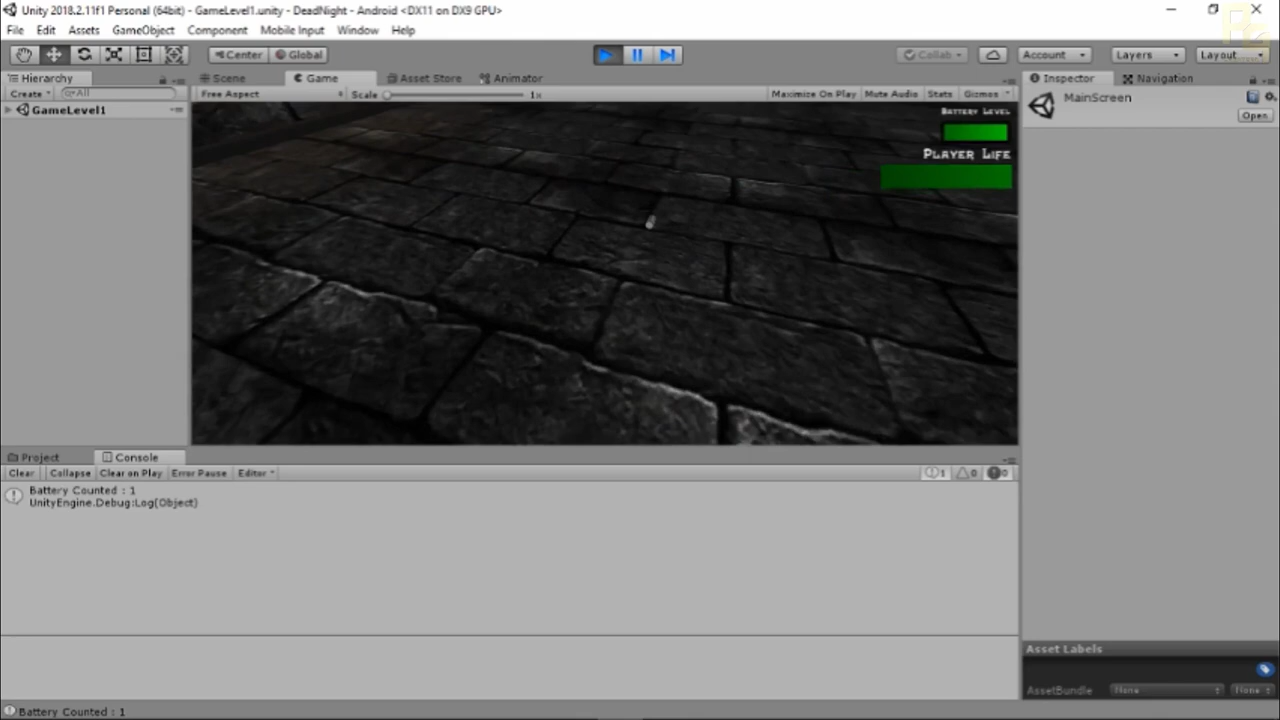 Unity 2018.2.11f1 Personal (64bit) - GameLevel1.unity - DeadNight - Android <DX11 on DX9 GPU>
File Edit Assets GameObject Component Mobile Input Window Help
Center Global Collab Account Layers Layout
Hierarchy Scene Game Asset Store Animator Inspector Navigation
Create All Free Aspect Scale 1x Maximize On Play Mute Audio Stats Gizmos MainScreen
GameLevel1 Open
Battery Level
Player Life
Project Console
Clear Collapse Clear on Play Error Pause Editor 1 0 0
Battery Counted : 1
UnityEngine.Debug:Log(Object)
Asset Labels
AssetBundle None None
Battery Counted : 1